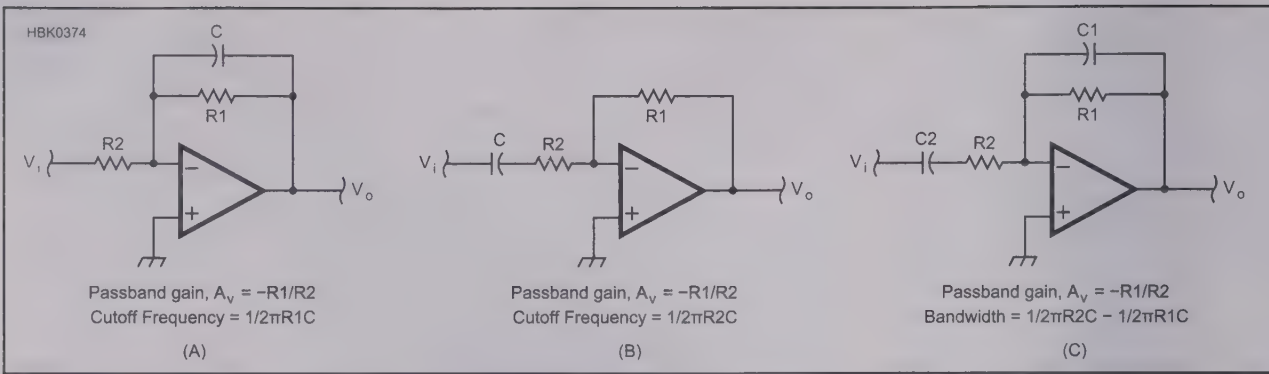 HBK0374
C
R1
R2
V_i
−
+
V_o
Passband gain, A_v = −R1/R2
Cutoff Frequency = 1/2πR1C
(A)
R1
C
R2
V_i
−
+
V_o
Passband gain, A_v = −R1/R2
Cutoff Frequency = 1/2πR2C
(B)
C1
R1
C2
R2
V_i
−
+
V_o
Passband gain, A_v = −R1/R2
Bandwidth = 1/2πR2C − 1/2πR1C
(C)